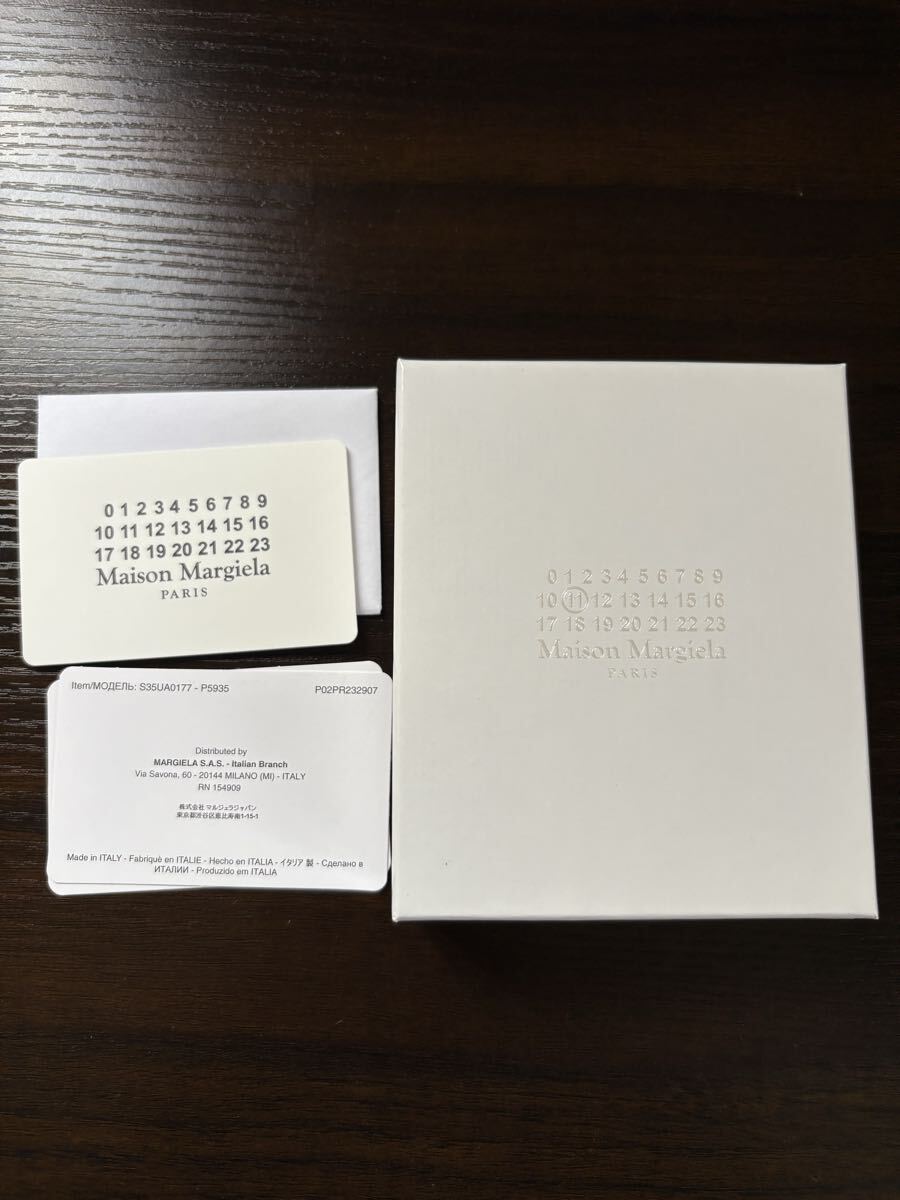 0 1 2 3 4 5 6 7 8 9
10 11 12 13 14 15 16
17 18 19 20 21 22 23
Maison Margiela
PARIS
Item/МОДЕЛЬ: S35UA0177 - P5935 P02PR232907
Distributed by
MARGIELA S.A.S. - Italian Branch
Via Savona, 60 - 20144 MILANO (MI) - ITALY
RN 154909
株式会社 マルジェラジャパン
東京都渋谷区恵比寿南1-15-1
Made in ITALY - Fabriqué en ITALIE - Hecho en ITALIA - イタリア 製 - Сделано в
ИТАЛИИ - Produzido em ITALIA
0 1 2 3 4 5 6 7 8 9
10 11 12 13 14 15 16
17 18 19 20 21 22 23
Maison Margiela
PARIS